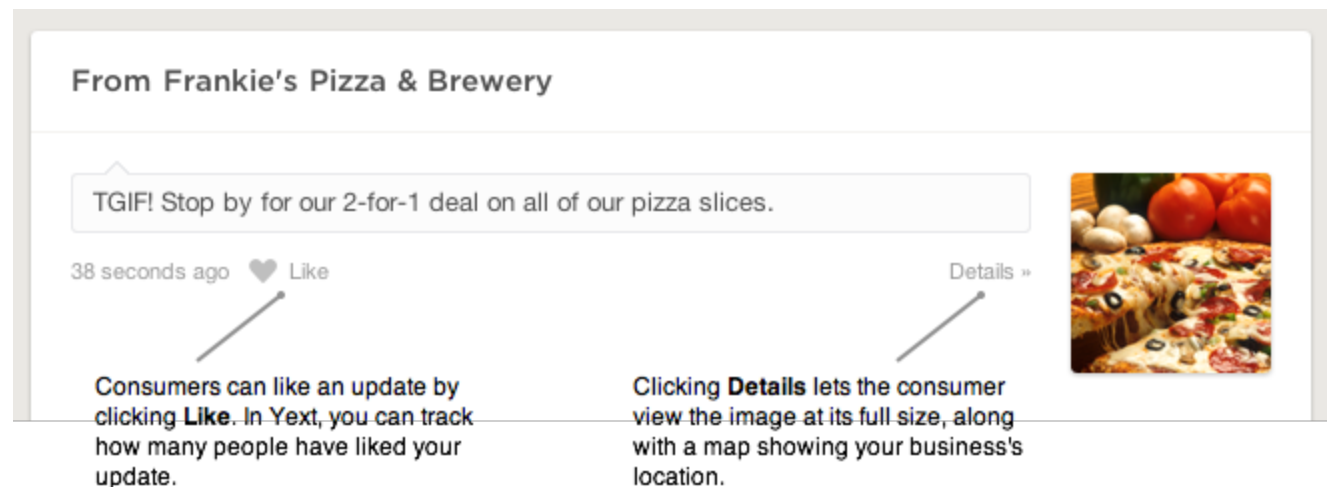 From Frankie's Pizza & Brewery
TGIF! Stop by for our 2-for-1 deal on all of our pizza slices.
38 seconds ago Like
Details »
Consumers can like an update by
clicking Like. In Yext, you can track
how many people have liked your
update.
Clicking Details lets the consumer
view the image at its full size, along
with a map showing your business's
location.